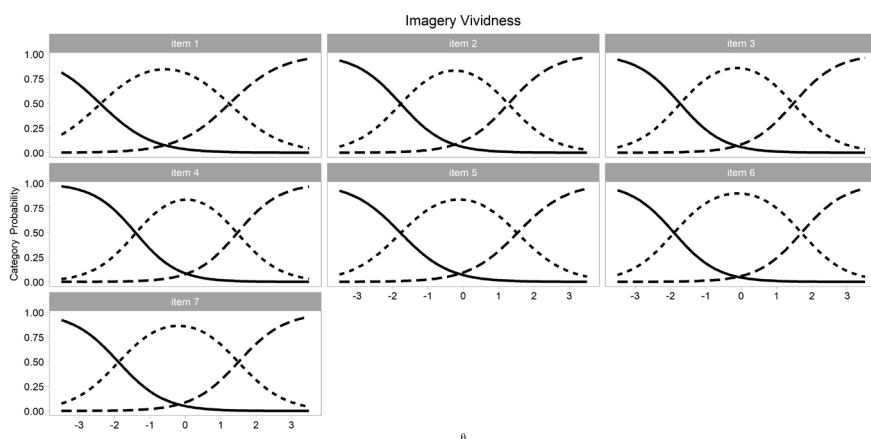 Imagery Vividness
item 1 item 2 item 3
1.00
0.75
0.50
0.25
0.00
item 4 item 5 item 6
Category Probability
1.00
0.75
0.50
0.25
0.00
-3 -2 -1 0 1 2 3 -3 -2 -1 0 1 2 3
item 7
1.00
0.75
0.50
0.25
0.00
-3 -2 -1 0 1 2 3
θ